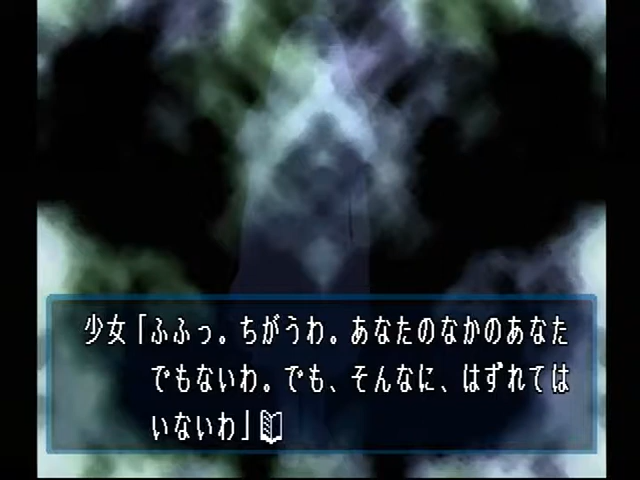 少女「ふふっ。ちがうわ。あなたのなかのあなた
でもないわ。でも、そんなに、はずれては
いないわ」